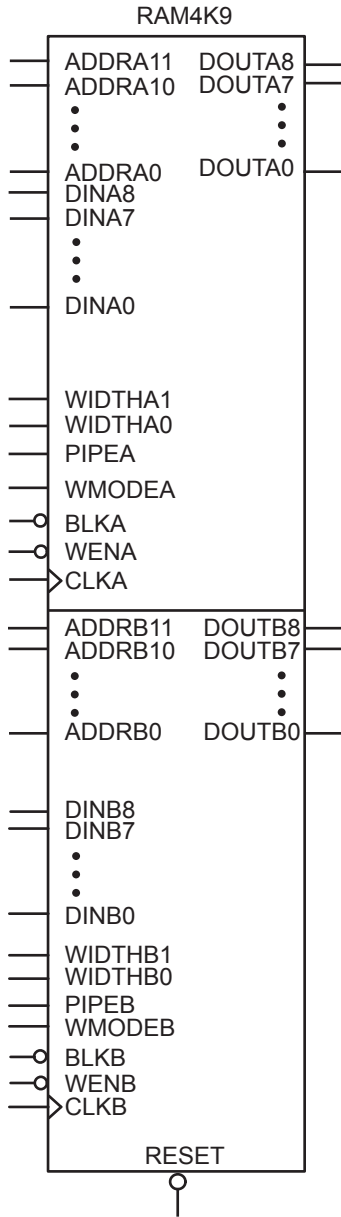 RAM4K9
ADDRA11 DOUTA8
ADDRA10 DOUTA7
ADDRA0 DOUTA0
DINA8
DINA7
DINA0
WIDTHA1
WIDTHA0
PIPEA
WMODEA
BLKA
WENA
CLKA
ADDRB11 DOUTB8
ADDRB10 DOUTB7
ADDRB0 DOUTB0
DINB8
DINB7
DINB0
WIDTHB1
WIDTHB0
PIPEB
WMODEB
BLKB
WENB
CLKB
RESET